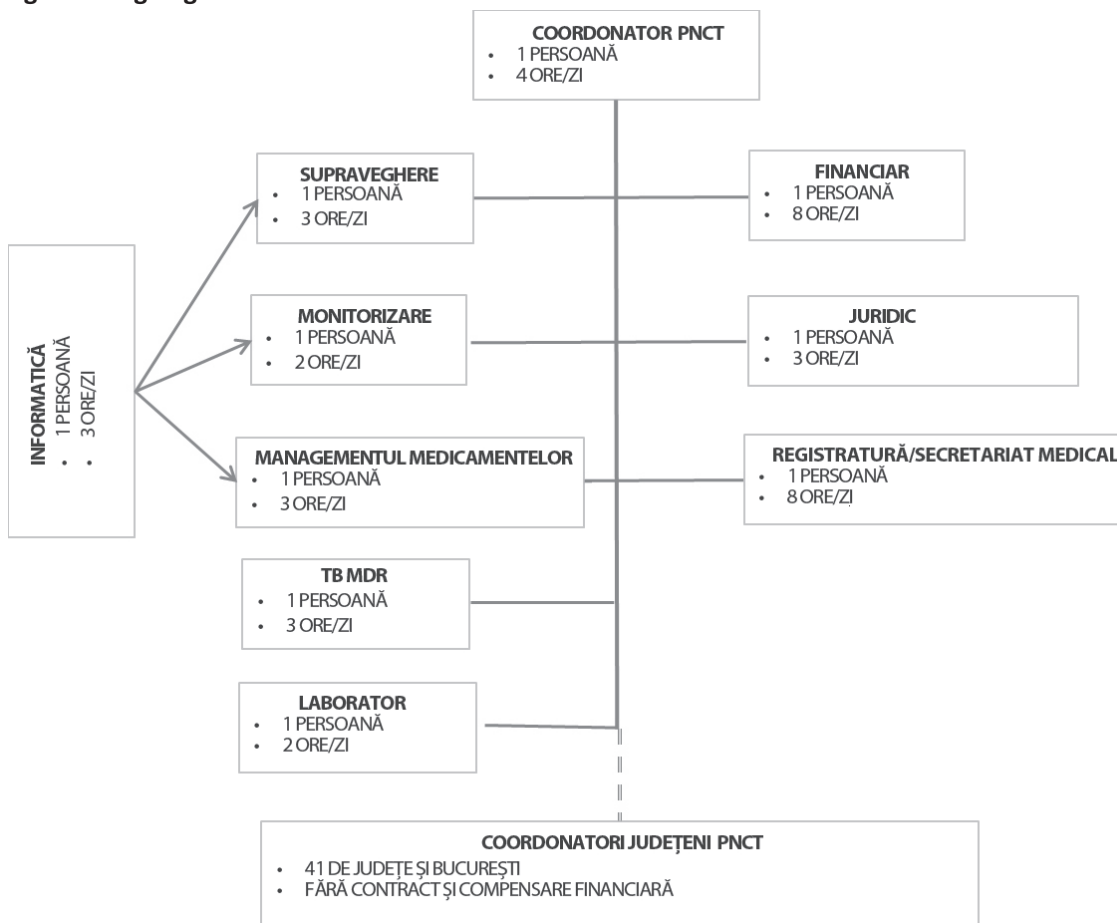 COORDONATOR PNCT
• 1 PERSOANĂ
• 4 ORE/ZI
SUPRAVEGHERE
• 1 PERSOANĂ
• 3 ORE/ZI
FINANCIAR
• 1 PERSOANĂ
• 8 ORE/ZI
INFORMATICĂ
• 1 PERSOANĂ
• 3 ORE/ZI
MONITORIZARE
• 1 PERSOANĂ
• 2 ORE/ZI
JURIDIC
• 1 PERSOANĂ
• 3 ORE/ZI
MANAGEMENTUL MEDICAMENTELOR
• 1 PERSOANĂ
• 3 ORE/ZI
REGISTRATURĂ/SECRETARIAT MEDICAL
• 1 PERSOANĂ
• 8 ORE/ZI
TB MDR
• 1 PERSOANĂ
• 3 ORE/ZI
LABORATOR
• 1 PERSOANĂ
• 2 ORE/ZI
COORDONATORI JUDEȚENI PNCT
• 41 DE JUDEȚE ȘI BUCUREȘTI
• FĂRĂ CONTRACT ȘI COMPENSARE FINANCIARĂ